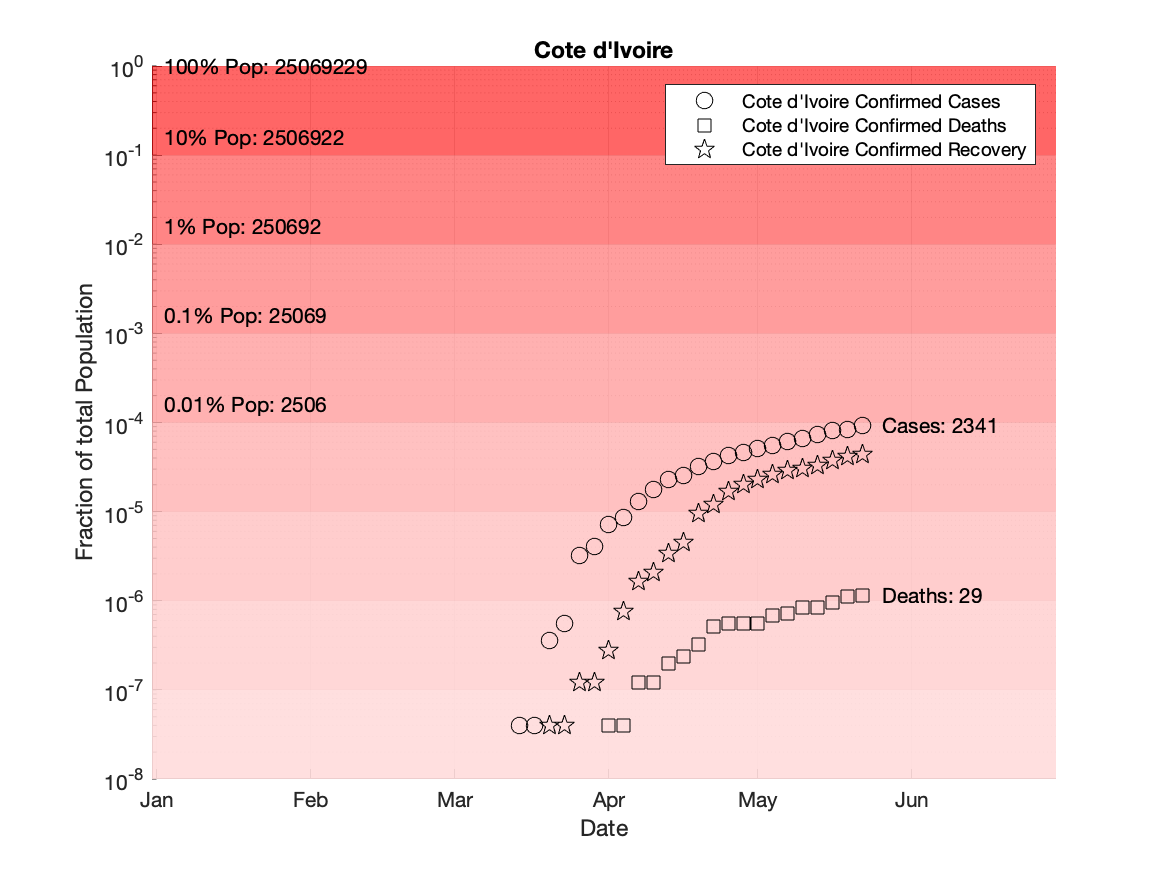 Cote d'Ivoire
10^0
10^-1
10^-2
10^-3
10^-4
10^-5
10^-6
10^-7
10^-8
Fraction of total Population
100% Pop: 25069229
10% Pop: 2506922
1% Pop: 250692
0.1% Pop: 25069
0.01% Pop: 2506
Cote d'Ivoire Confirmed Cases
Cote d'Ivoire Confirmed Deaths
Cote d'Ivoire Confirmed Recovery
Cases: 2341
Deaths: 29
Jan Feb Mar Apr May Jun
Date